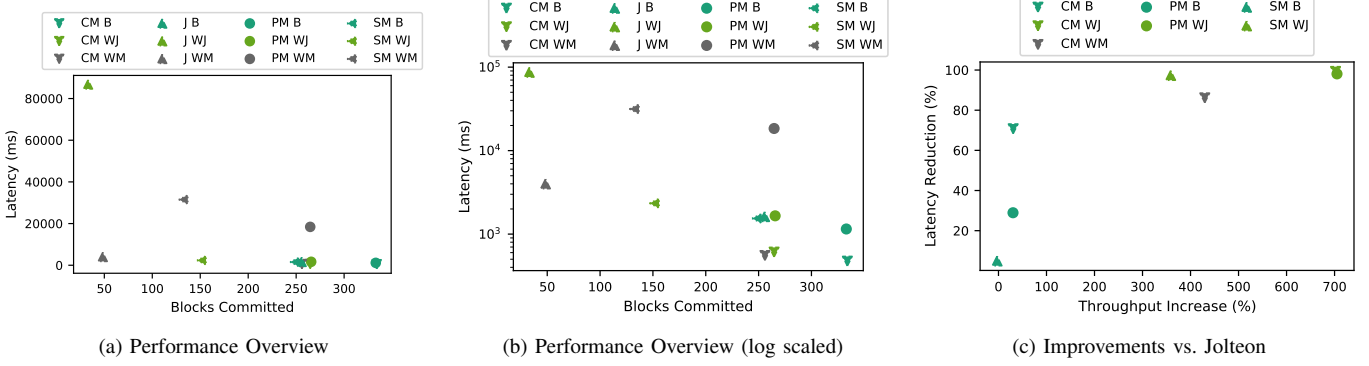 CM B J B PM B SM B
CM WJ J WJ PM WJ SM WJ
CM WM J WM PM WM SM WM
80000
60000
40000
20000
0
Latency (ms)
50 100 150 200 250 300
Blocks Committed
(a) Performance Overview
CM B J B PM B SM B
CM WJ J WJ PM WJ SM WJ
CM WM J WM PM WM SM WM
10^5
10^4
10^3
Latency (ms)
50 100 150 200 250 300
Blocks Committed
(b) Performance Overview (log scaled)
CM B PM B SM B
CM WJ PM WJ SM WJ
CM WM
100
80
60
40
20
Latency Reduction (%)
0 100 200 300 400 500 600 700
Throughput Increase (%)
(c) Improvements vs. Jolteon